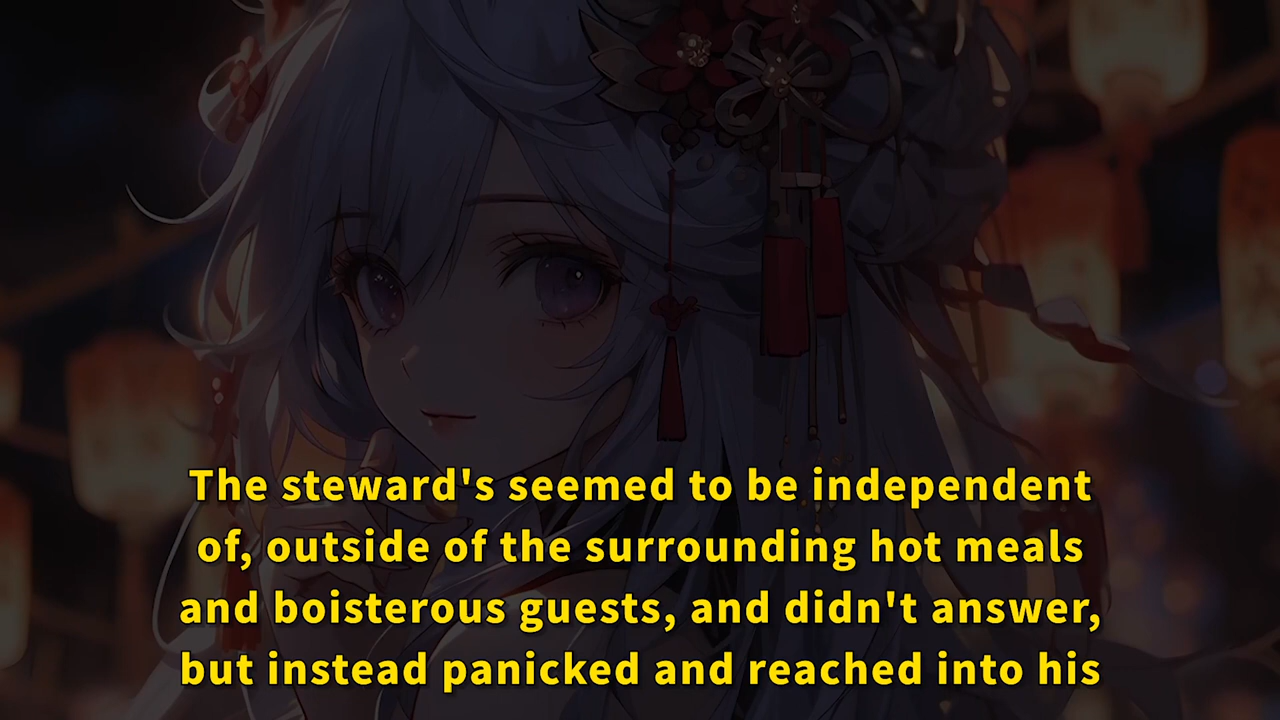 The steward's seemed to be independent
of, outside of the surrounding hot meals
and boisterous guests, and didn't answer,
but instead panicked and reached into his